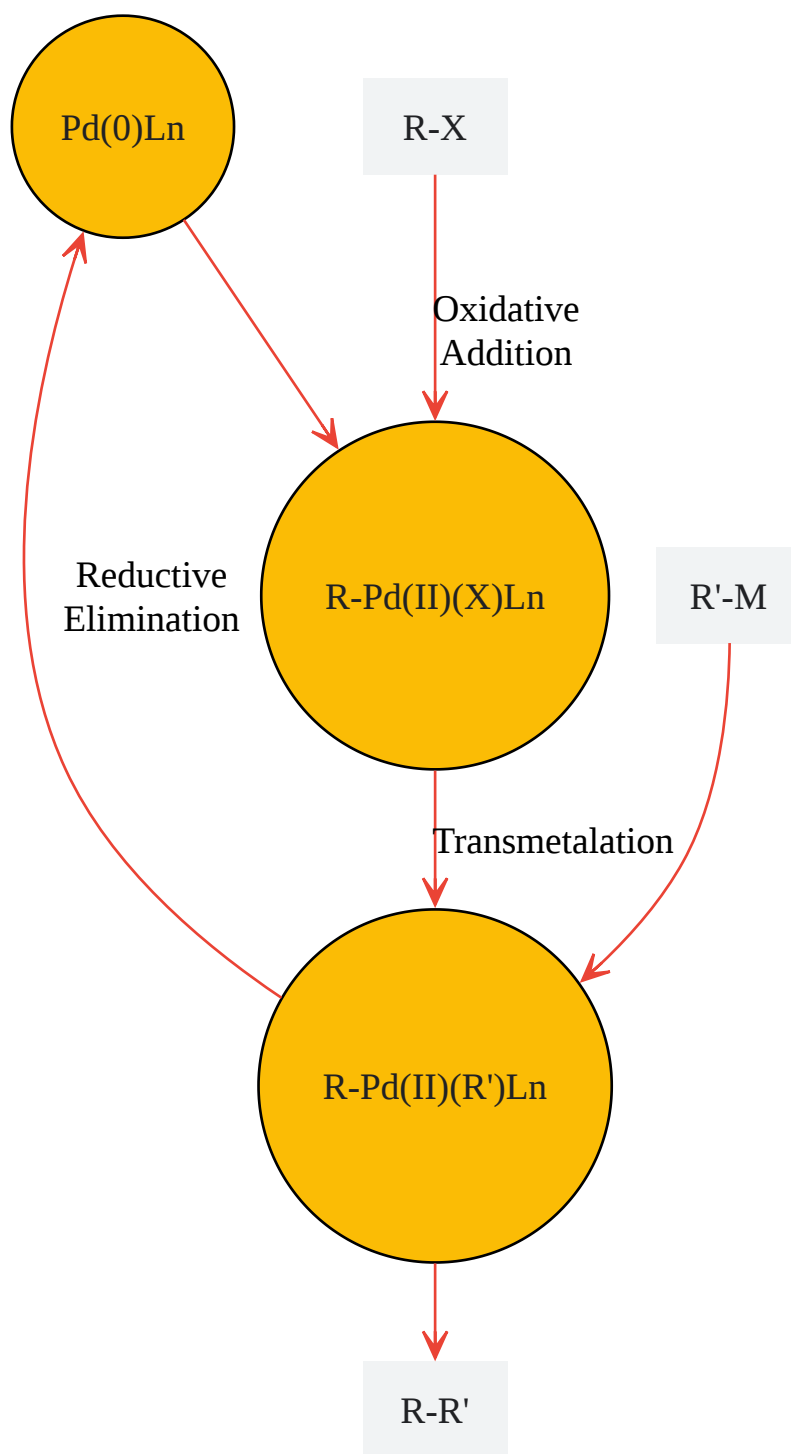 Pd(0)Ln
R-X
Oxidative
Addition
Reductive
Elimination
R-Pd(II)(X)Ln
R'-M
Transmetalation
R-Pd(II)(R')Ln
R-R'